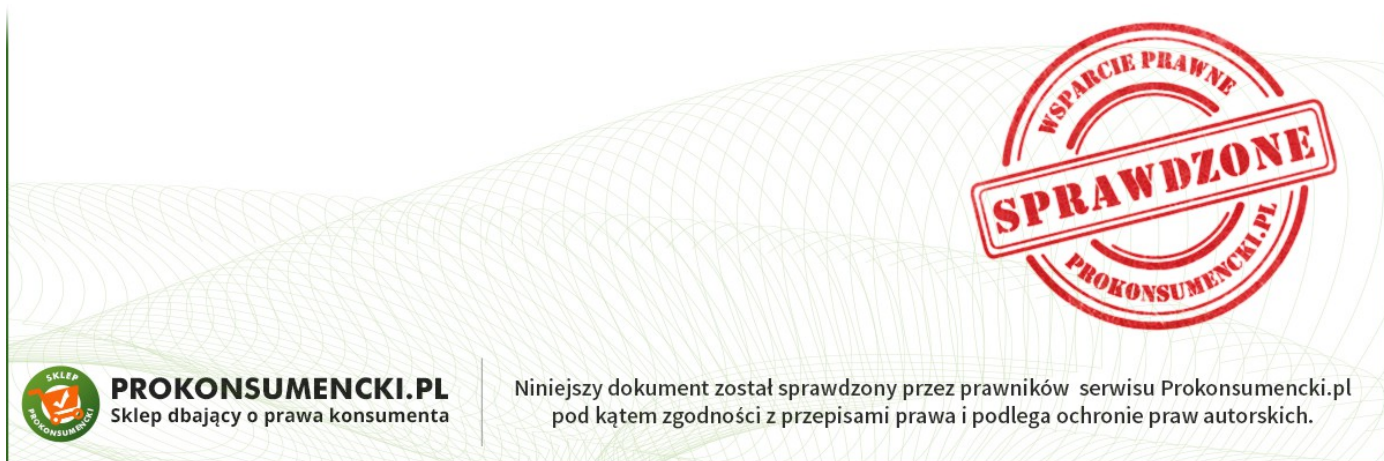 WSPARCIE PRAWNE
SPRAWDZONE
PROKONSUMENCKI.PL
SKLEP
PROKONSUMENCKI
PROKONSUMENCKI.PL
Sklep dbający o prawa konsumenta
Niniejszy dokument został sprawdzony przez prawników serwisu Prokonsumencki.pl
pod kątem zgodności z przepisami prawa i podlega ochronie praw autorskich.